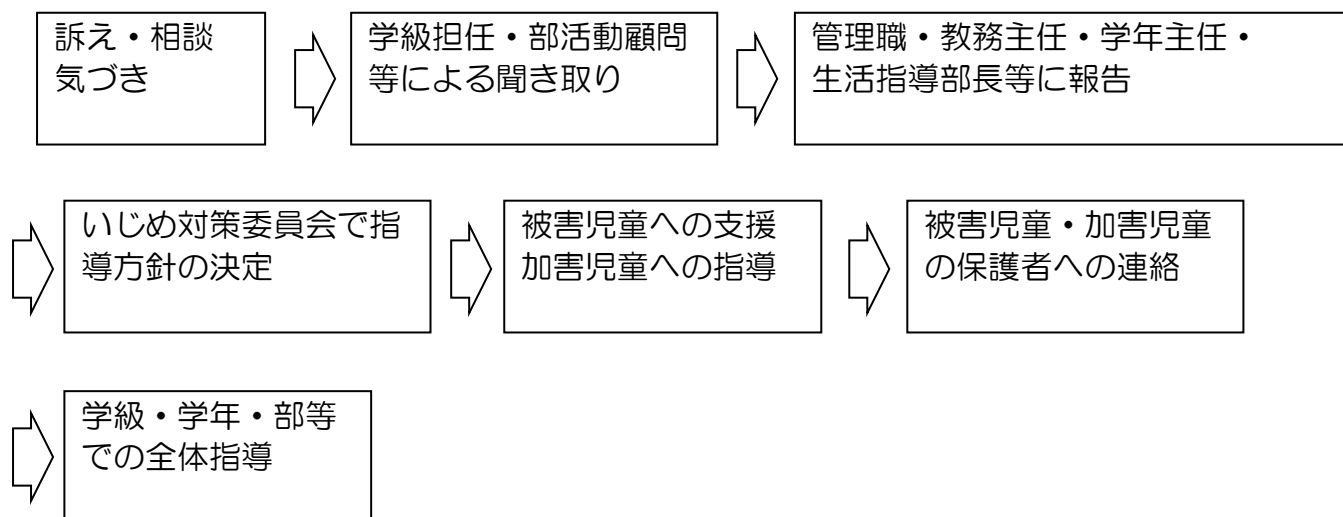 訴え・相談
気づき
学級担任・部活動顧問
等による聞き取り
管理職・教務主任・学年主任・
生活指導部長等に報告
いじめ対策委員会で指
導方針の決定
被害児童への支援
加害児童への指導
被害児童・加害児童
の保護者への連絡
学級・学年・部等
での全体指導